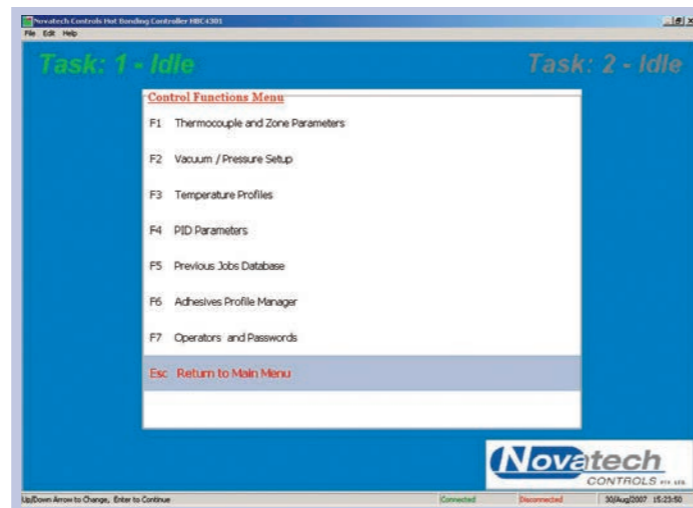 Novatech Controls Hot Bonding Controller HBC4301
File Edit Help
Task: 1 - Idle
Task: 2 - Idle
Control Functions Menu
F1 Thermocouple and Zone Parameters
F2 Vacuum / Pressure Setup
F3 Temperature Profiles
F4 PID Parameters
F5 Previous Jobs Database
F6 Adhesives Profile Manager
F7 Operators and Passwords
Esc Return to Main Menu
Novatech
CONTROLS PTY LTD.
Up/Down Arrow to Change, Enter to Continue
Connected
Disconnected
30/Aug/2007 15:23:50